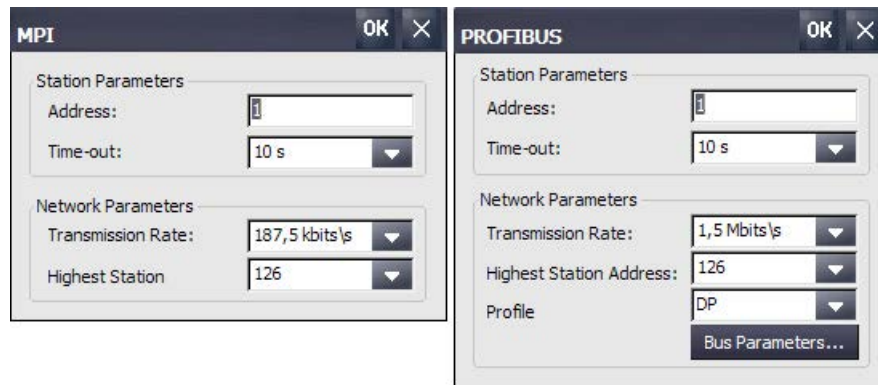 MPI OK
Station Parameters
Address: 1
Time-out: 10 s
Network Parameters
Transmission Rate: 187,5 kbits\s
Highest Station 126
PROFIBUS OK
Station Parameters
Address: 1
Time-out: 10 s
Network Parameters
Transmission Rate: 1,5 Mbits\s
Highest Station Address: 126
Profile DP
Bus Parameters...